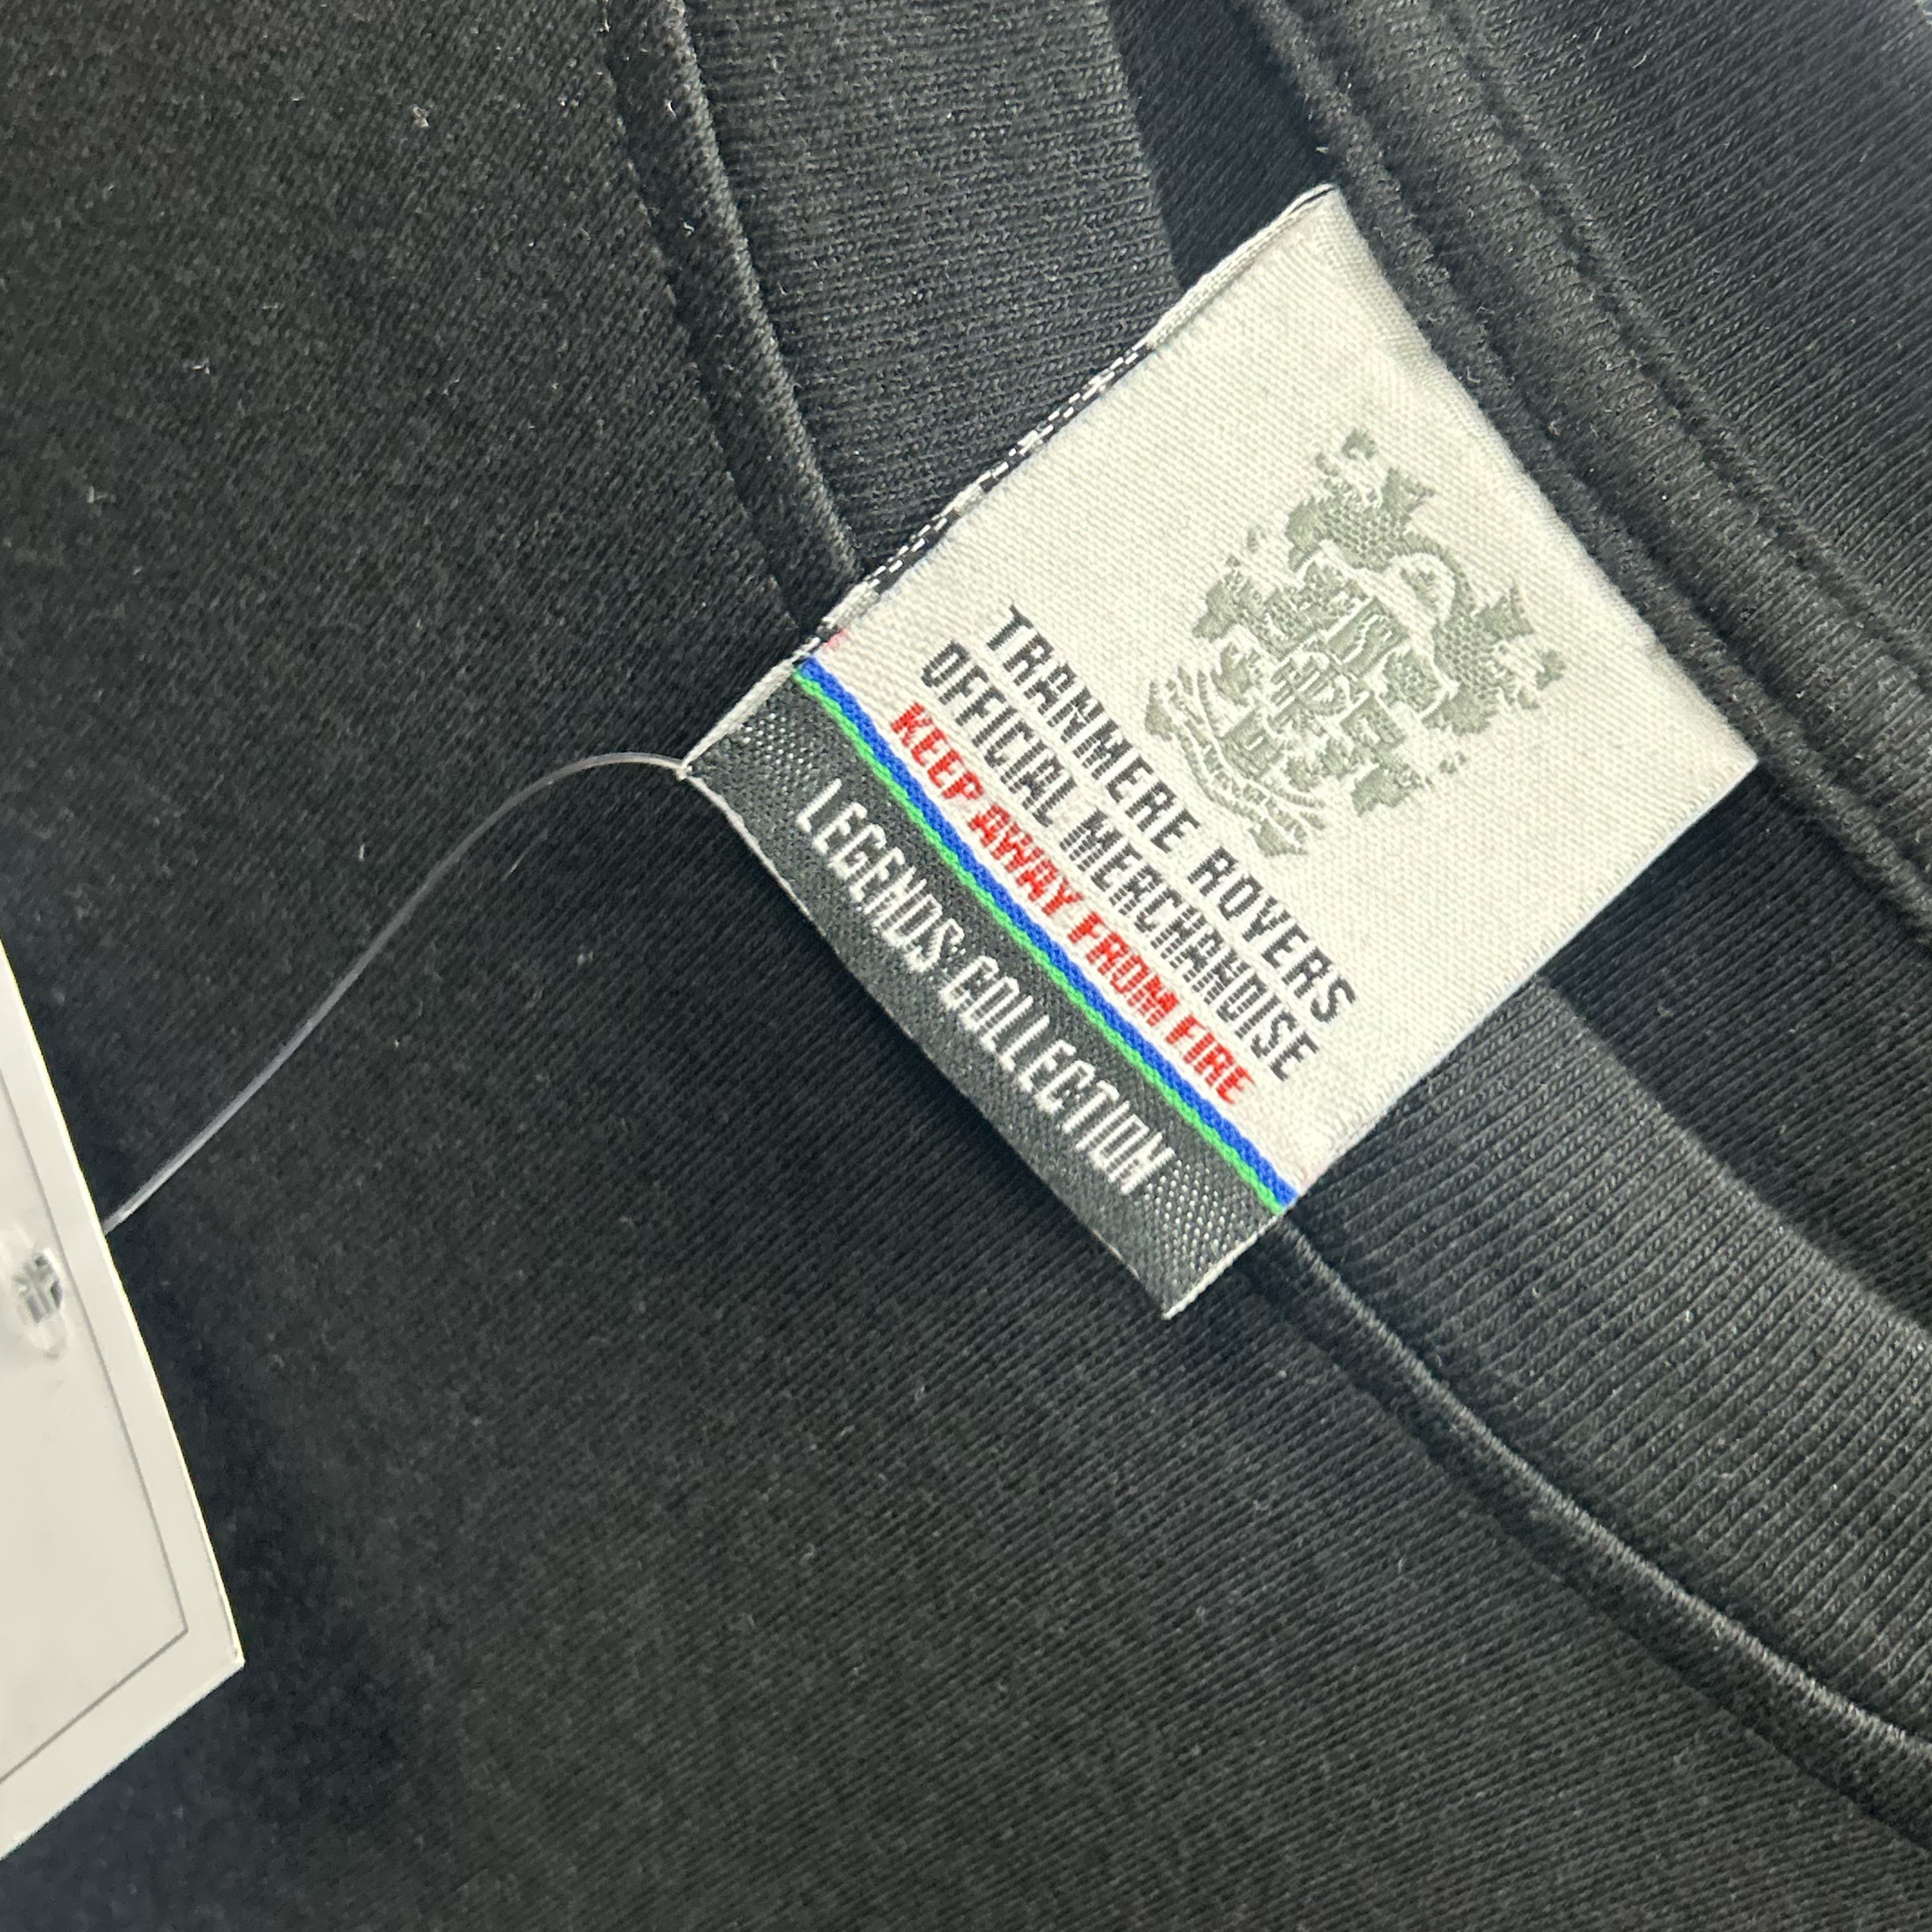 TRANMERE ROVERS
OFFICIAL MERCHANDISE
KEEP AWAY FROM FIRE
LEGENDS COLLECTION